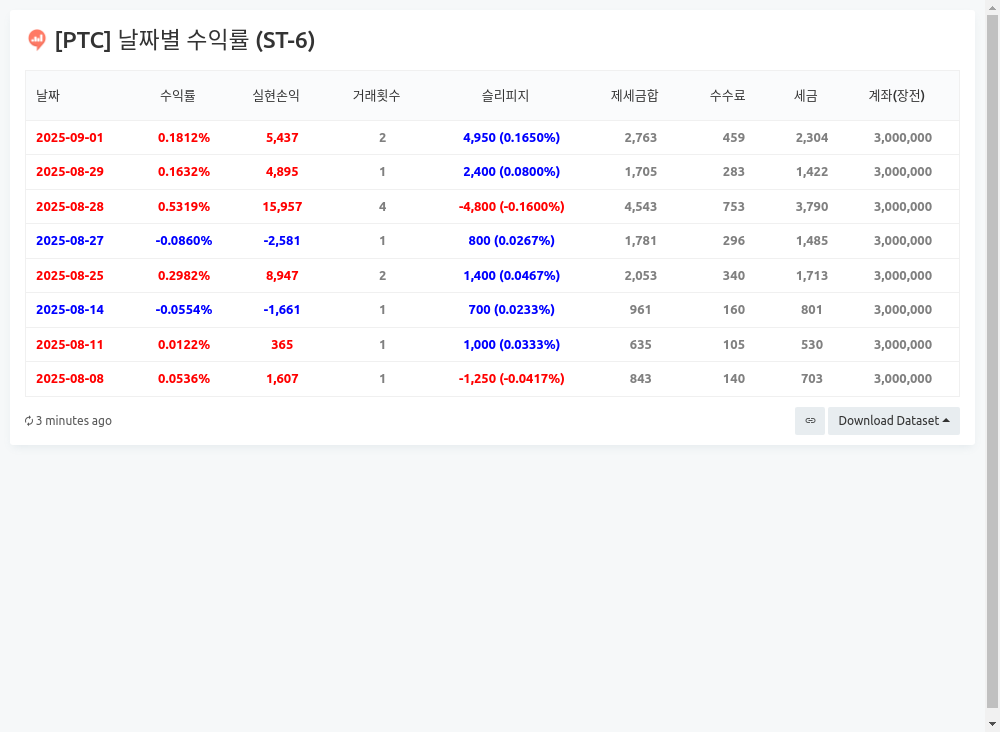 [PTC] 날짜별 수익률 (ST-6)
날짜 수익률 실현손익 거래횟수 슬리피지 제세금합 수수료 세금 계좌(장전)
2025-09-01 0.1812% 5,437 2 4,950 (0.1650%) 2,763 459 2,304 3,000,000
2025-08-29 0.1632% 4,895 1 2,400 (0.0800%) 1,705 283 1,422 3,000,000
2025-08-28 0.5319% 15,957 4 -4,800 (-0.1600%) 4,543 753 3,790 3,000,000
2025-08-27 -0.0860% -2,581 1 800 (0.0267%) 1,781 296 1,485 3,000,000
2025-08-25 0.2982% 8,947 2 1,400 (0.0467%) 2,053 340 1,713 3,000,000
2025-08-14 -0.0554% -1,661 1 700 (0.0233%) 961 160 801 3,000,000
2025-08-11 0.0122% 365 1 1,000 (0.0333%) 635 105 530 3,000,000
2025-08-08 0.0536% 1,607 1 -1,250 (-0.0417%) 843 140 703 3,000,000
3 minutes ago Download Dataset